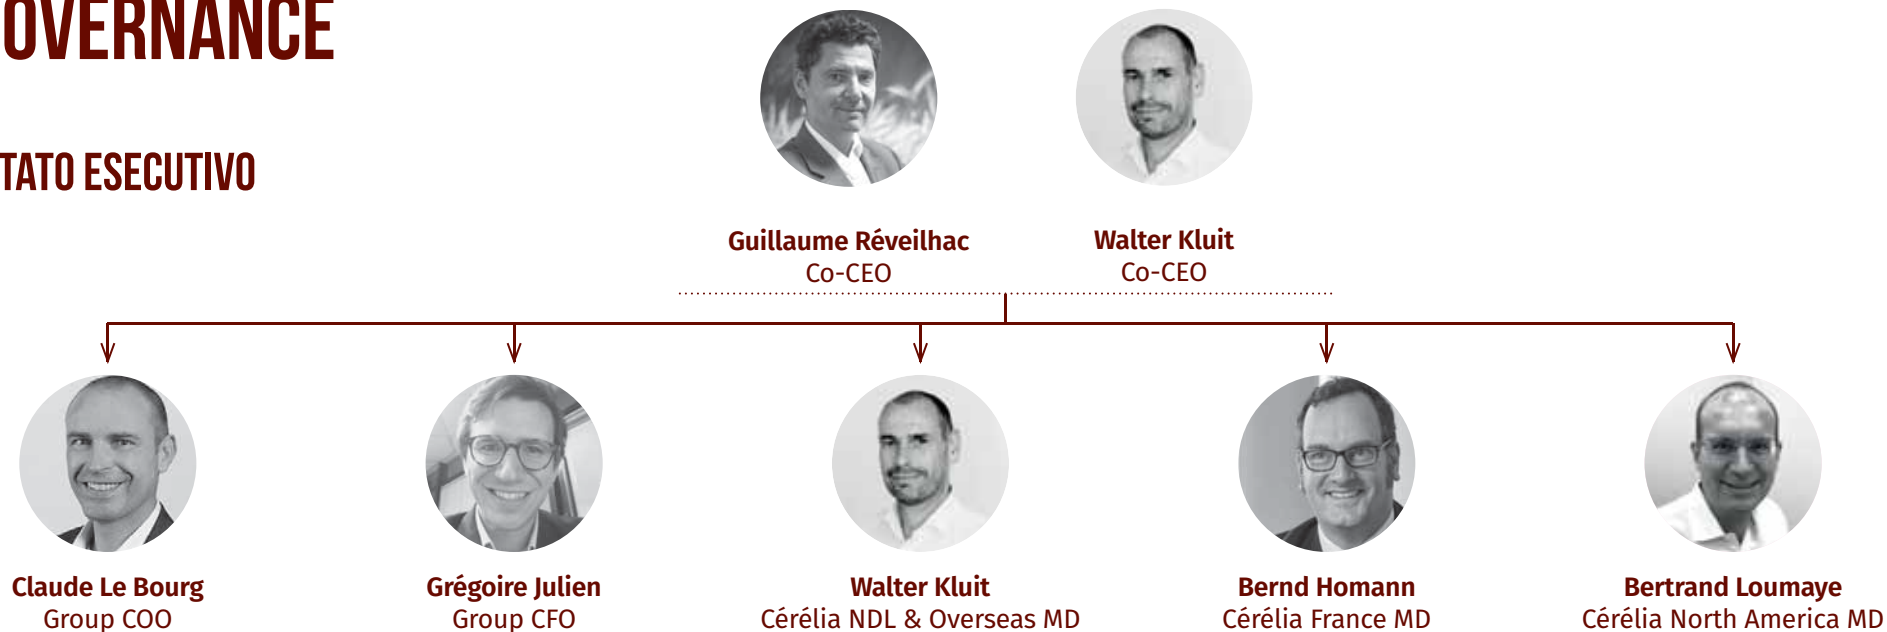 OVERNANCE
TATO ESECUTIVO
Guillaume Réveilhac
Co-CEO
Walter Kluit
Co-CEO
Claude Le Bourg
Group COO
Grégoire Julien
Group CFO
Walter Kluit
Cérélia NDL & Overseas MD
Bernd Homann
Cérélia France MD
Bertrand Loumaye
Cérélia North America MD